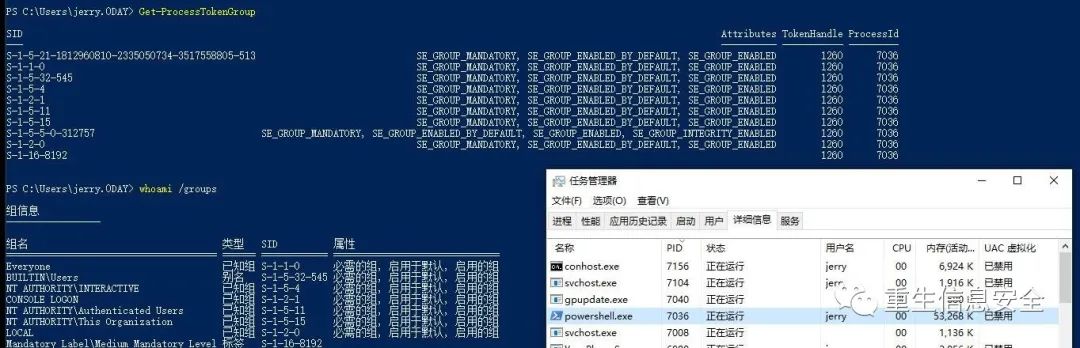 PS C:\Users\jerry.0DAY> Get-ProcessTokenGroup
SID Attributes TokenHandle ProcessId
S-1-5-21-1812960810-2335050734-3517558805-513 SE_GROUP_MANDATORY, SE_GROUP_ENABLED_BY_DEFAULT, SE_GROUP_ENABLED 1260 7036
S-1-1-0 SE_GROUP_MANDATORY, SE_GROUP_ENABLED_BY_DEFAULT, SE_GROUP_ENABLED 1260 7036
S-1-5-32-545 SE_GROUP_MANDATORY, SE_GROUP_ENABLED_BY_DEFAULT, SE_GROUP_ENABLED 1260 7036
S-1-5-4 SE_GROUP_MANDATORY, SE_GROUP_ENABLED_BY_DEFAULT, SE_GROUP_ENABLED 1260 7036
S-1-2-1 SE_GROUP_MANDATORY, SE_GROUP_ENABLED_BY_DEFAULT, SE_GROUP_ENABLED 1260 7036
S-1-5-11 SE_GROUP_MANDATORY, SE_GROUP_ENABLED_BY_DEFAULT, SE_GROUP_ENABLED 1260 7036
S-1-5-15 SE_GROUP_MANDATORY, SE_GROUP_ENABLED_BY_DEFAULT, SE_GROUP_ENABLED 1260 7036
S-1-5-5-0-312757 SE_GROUP_MANDATORY, SE_GROUP_ENABLED_BY_DEFAULT, SE_GROUP_ENABLED, SE_GROUP_INTEGRITY_ENABLED 1260 7036
S-1-2-0 SE_GROUP_MANDATORY, SE_GROUP_ENABLED_BY_DEFAULT, SE_GROUP_ENABLED 1260 7036
S-1-16-8192 1260 7036
PS C:\Users\jerry.0DAY> whoami /groups
组信息
组名 类型 SID 属性
Everyone 已知组 S-1-1-0 必需的组, 启用于默认, 启用的组
BUILTIN\Users 别名 S-1-5-32-545 必需的组, 启用于默认, 启用的组
NT AUTHORITY\INTERACTIVE 已知组 S-1-5-4 必需的组, 启用于默认, 启用的组
CONSOLE LOGON 已知组 S-1-2-1 必需的组, 启用于默认, 启用的组
NT AUTHORITY\Authenticated Users 已知组 S-1-5-11 必需的组, 启用于默认, 启用的组
NT AUTHORITY\This Organization 已知组 S-1-5-15 必需的组, 启用于默认, 启用的组
LOCAL 已知组 S-1-2-0 必需的组, 启用于默认, 启用的组
Mandatory Label\Medium Mandatory Level 标签 S-1-16-8192
任务管理器
文件(F) 选项(O) 查看(V)
进程 性能 应用历史记录 启动 用户 详细信息 服务
名称 PID 状态 用户名 CPU 内存(活动... UAC 虚拟化
conhost.exe 7156 正在运行 jerry 00 6,924 K 已禁用
svchost.exe 7104 正在运行 jerry 00 1,916 K 已禁用
gpupdate.exe 7040 正在运行
powershell.exe 7036 正在运行 jerry 00 53,268 K 已禁用
svchost.exe 7008 正在运行 00 1,136 K
重生信息安全